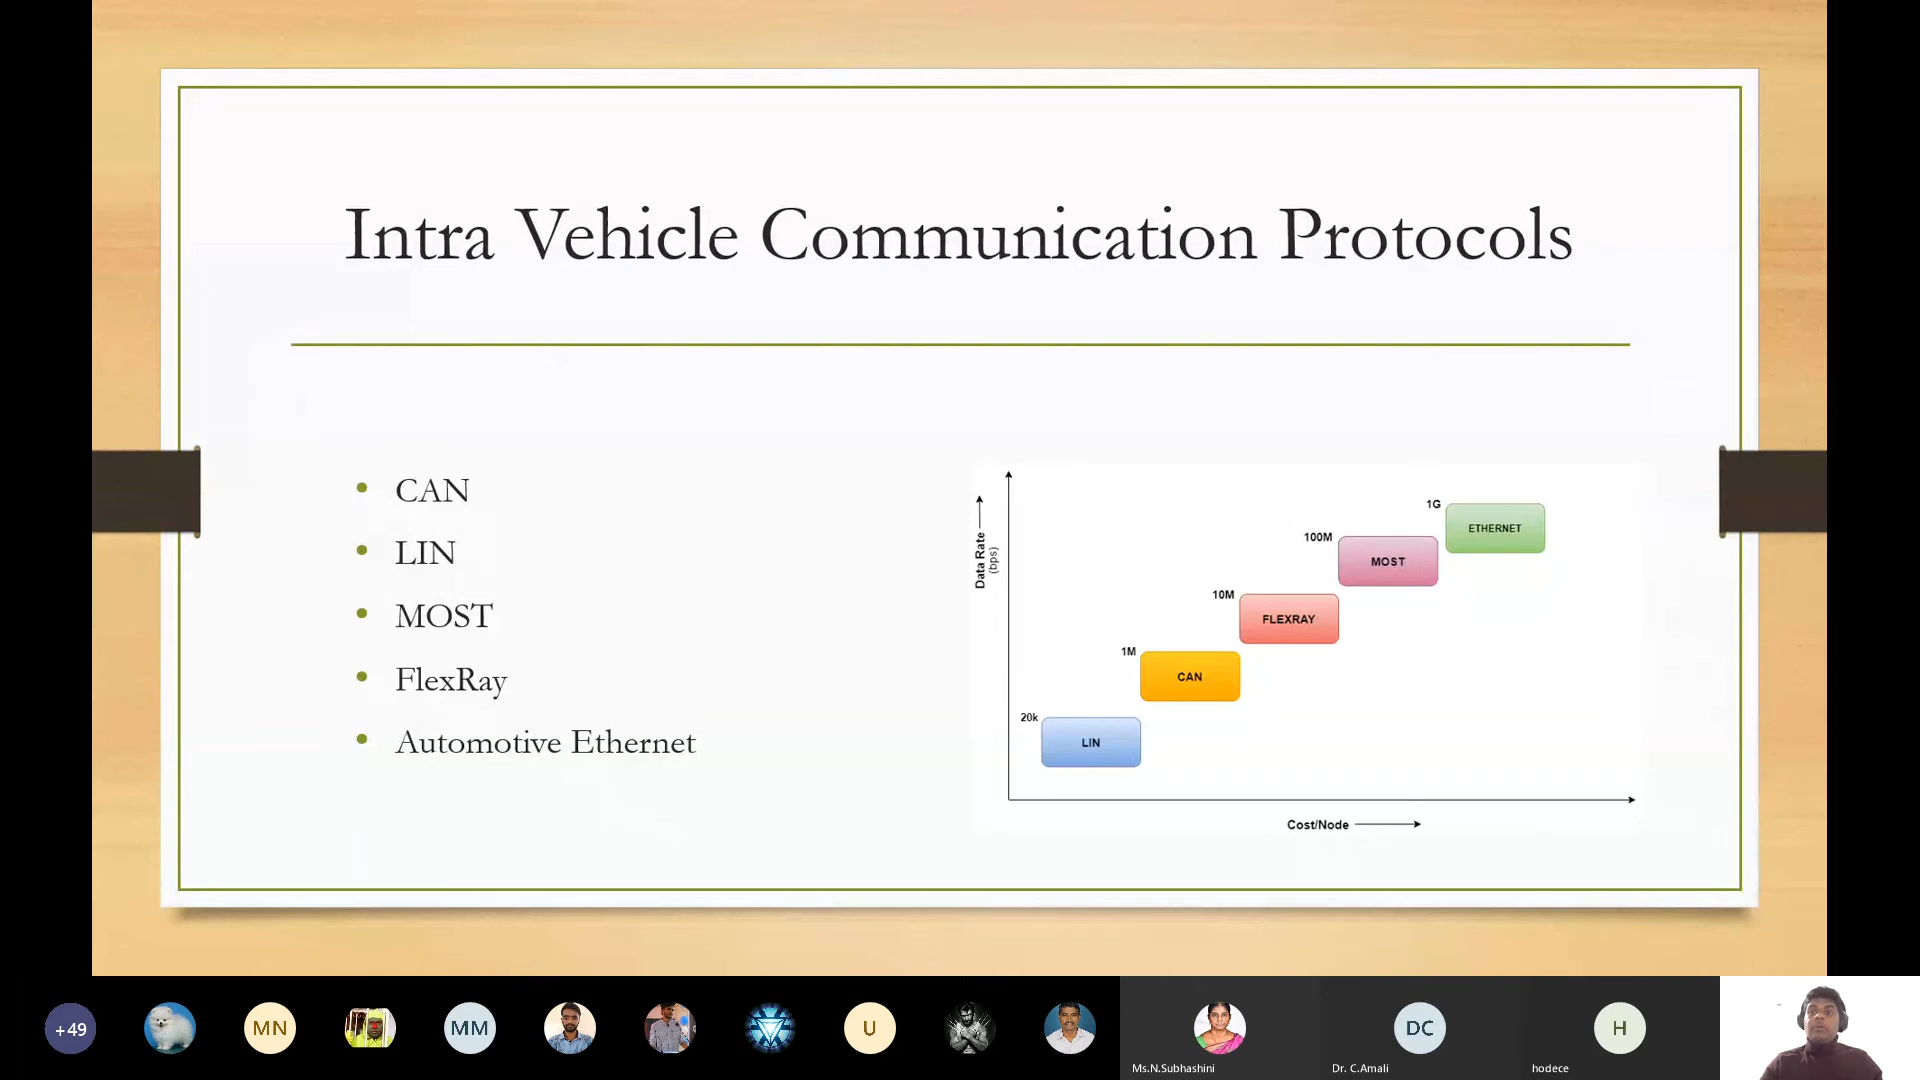 Intra Vehicle Communication Protocols
• CAN
• LIN
• MOST
• FlexRay
• Automotive Ethernet
Data Rate
(bps)
1G
ETHERNET
100M
MOST
10M
FLEXRAY
1M
CAN
20k
LIN
Cost/Node
+49
MN
MM
U
Ms.N.Subhashini
DC
Dr. C.Amali
H
hodece